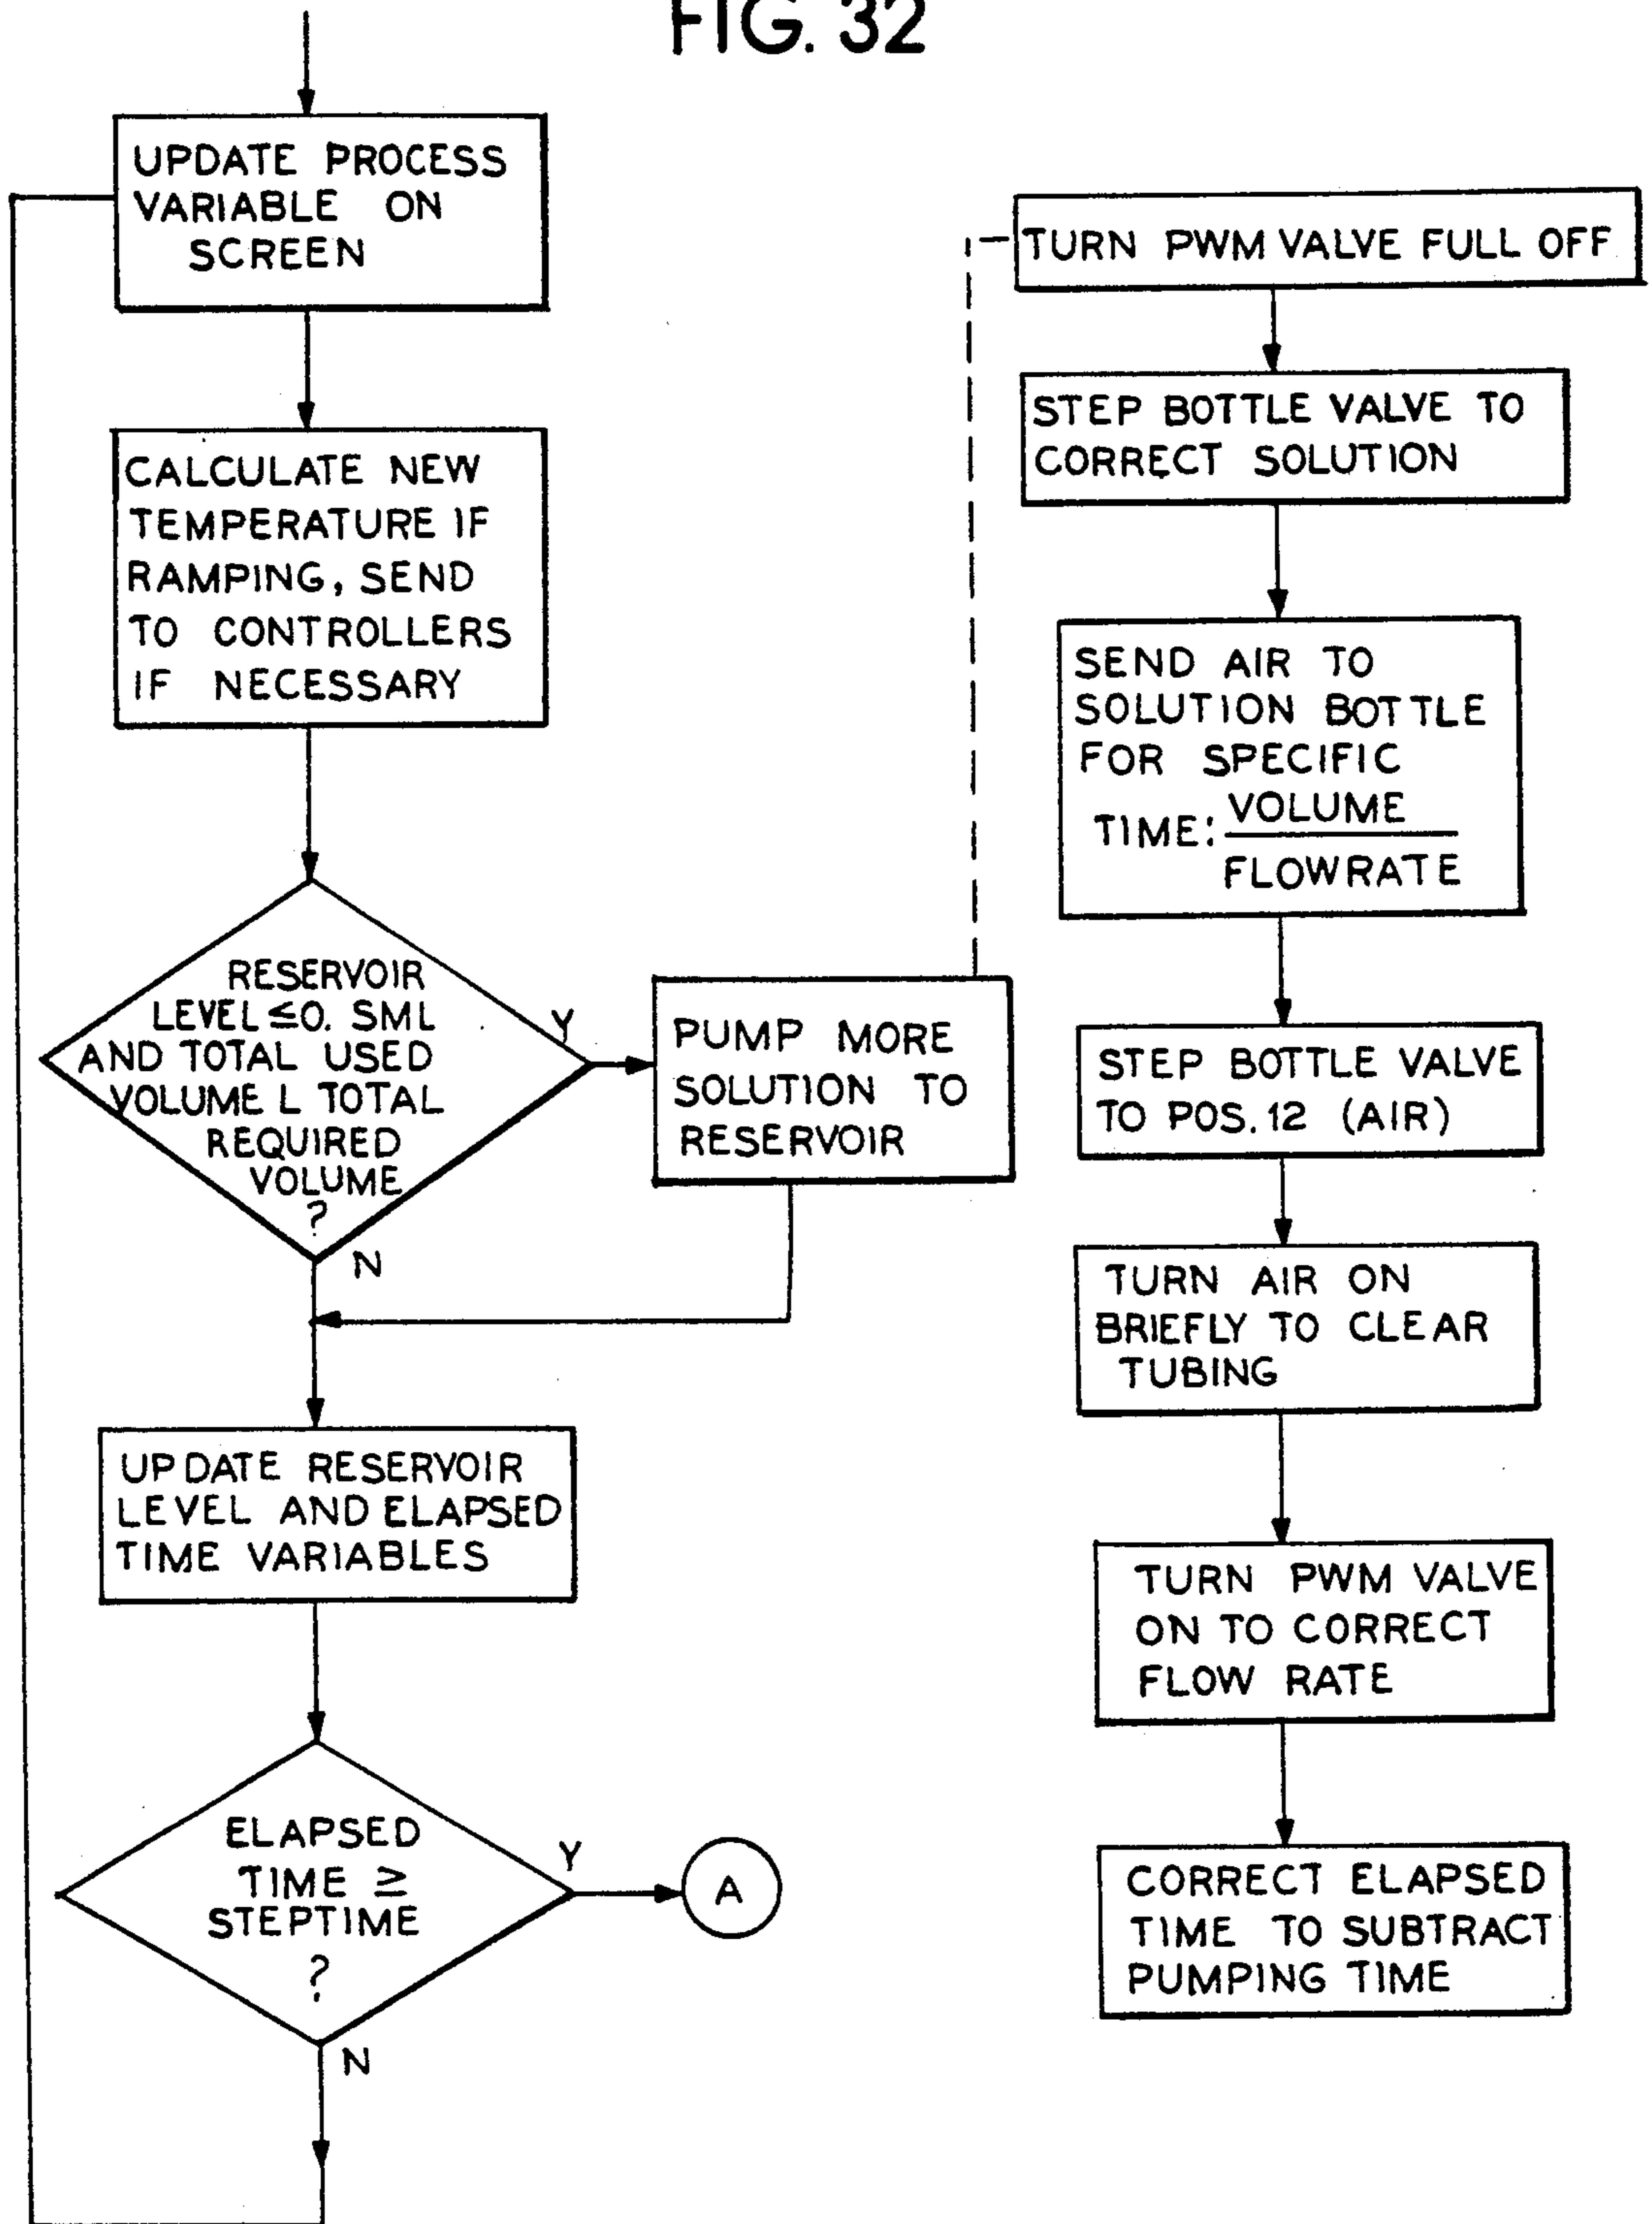 FIG. 32
UPDATE PROCESS
VARIABLE ON
SCREEN
CALCULATE NEW
TEMPERATURE IF
RAMPING, SEND
TO CONTROLLERS
IF NECESSARY
RESERVOIR
LEVEL ≤0. SML
AND TOTAL USED
VOLUME L TOTAL
REQUIRED
VOLUME
?
Y
N
PUMP MORE
SOLUTION TO
RESERVOIR
UPDATE RESERVOIR
LEVEL AND ELAPSED
TIME VARIABLES
ELAPSED
TIME ≥
STEPTIME
?
Y
A
N
TURN PWM VALVE FULL OFF
STEP BOTTLE VALVE TO
CORRECT SOLUTION
SEND AIR TO
SOLUTION BOTTLE
FOR SPECIFIC
TIME: VOLUME
FLOWRATE
STEP BOTTLE VALVE
TO POS. 12 (AIR)
TURN AIR ON
BRIEFLY TO CLEAR
TUBING
TURN PWM VALVE
ON TO CORRECT
FLOW RATE
CORRECT ELAPSED
TIME TO SUBTRACT
PUMPING TIME